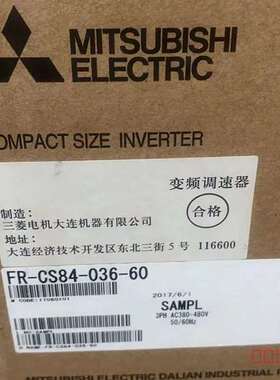 MITSUBISHI
ELECTRIC
COMPACT SIZE INVERTER
变频调速器
制造：
合格
三菱电机大连机器有限公司
地址：
大连经济技术开发区东北三街5号 116600
FR-CS84-036-60
2017/6/1
SAMPL
3PH AC380-480V
50/60Hz
MITSUBISHI ELECTRIC DALIAN INDUSTRIAL